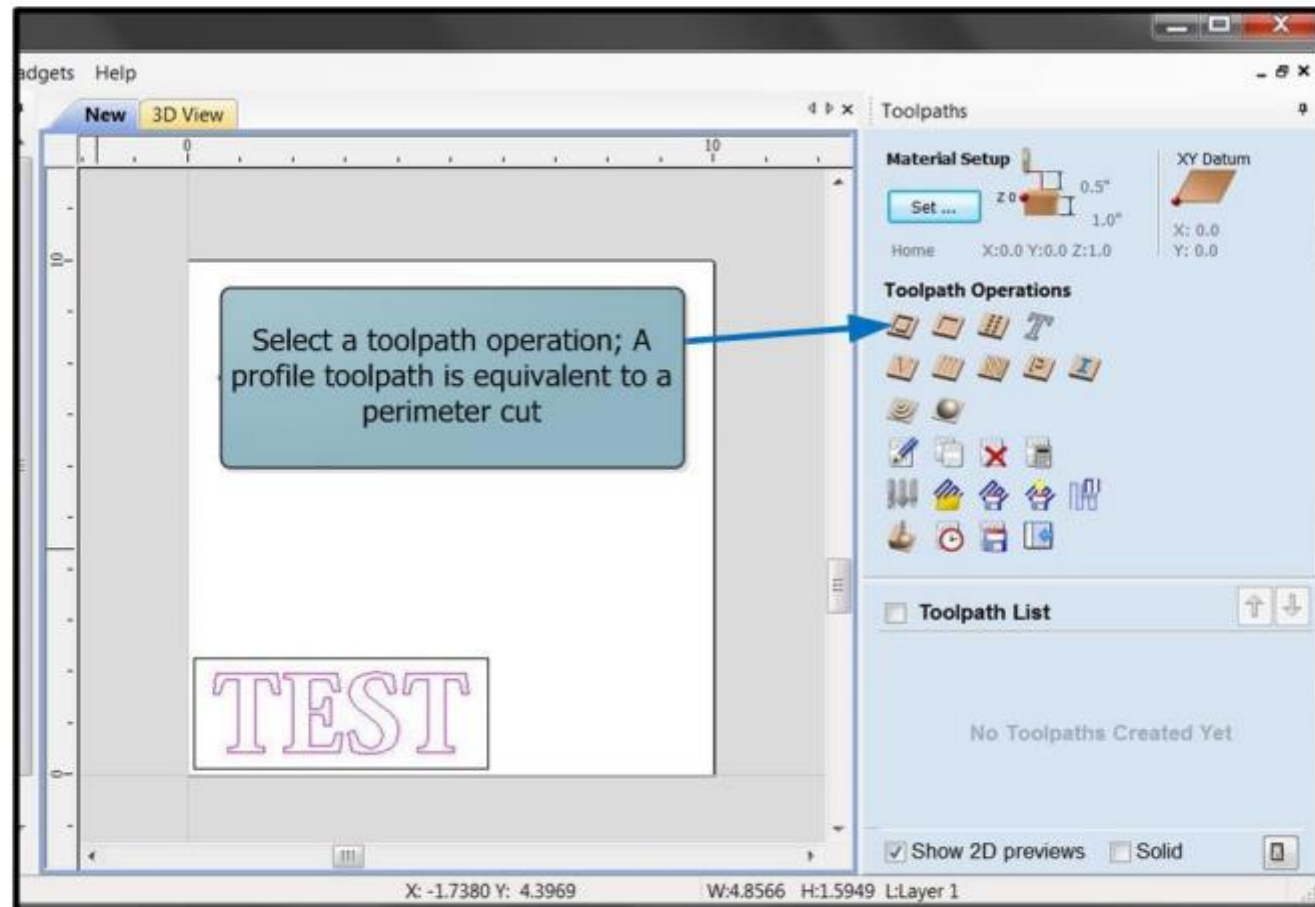 adgets Help
New 3D View
Toolpaths
0 10
Material Setup
XY Datum
Set ...
Z 0
0.5"
1.0"
X: 0.0
Y: 0.0
Home X:0.0 Y:0.0 Z:1.0
10
Toolpath Operations
Select a toolpath operation; A
profile toolpath is equivalent to a
perimeter cut
Toolpath List
TEST
No Toolpaths Created Yet
0
Show 2D previews Solid
X: -1.7380 Y: 4.3969 W:4.8566 H:1.5949 L:Layer 1